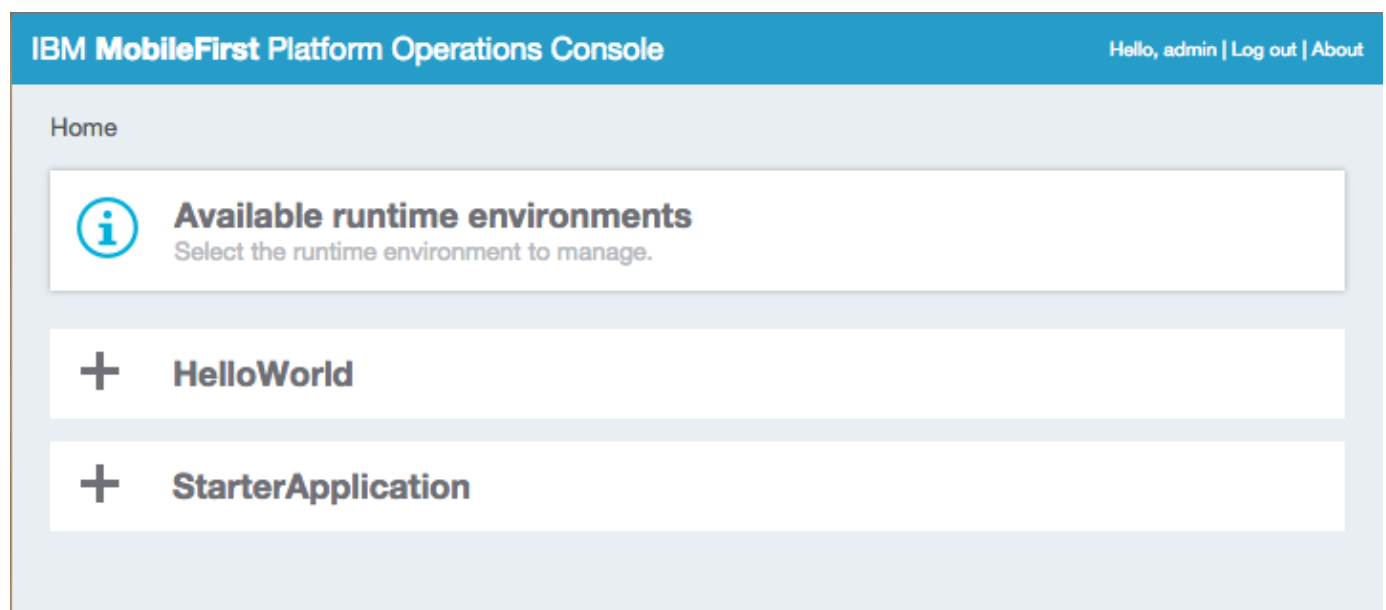 IBM MobileFirst Platform Operations Console
Hello, admin | Log out | About
Home
Available runtime environments
Select the runtime environment to manage.
HelloWorld
StarterApplication